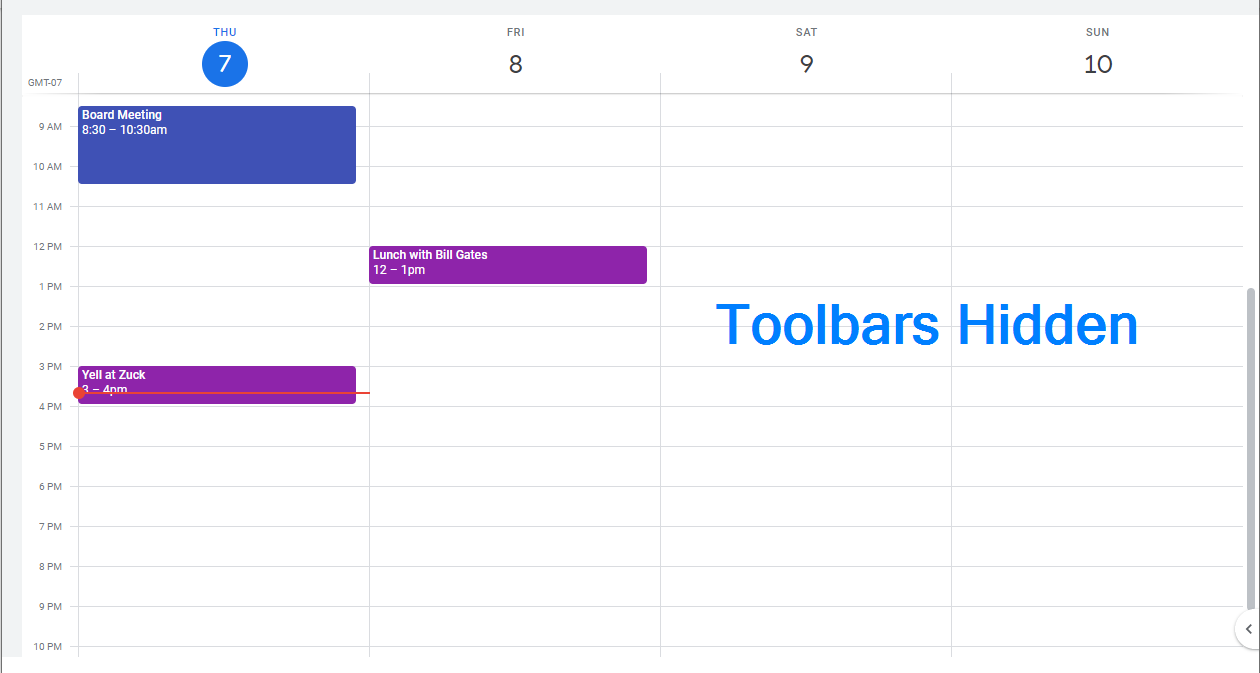 THU
FRI
SAT
SUN
7
8
9
10
GMT-07
Board Meeting
8:30 – 10:30am
9 AM
10 AM
11 AM
12 PM
Lunch with Bill Gates
12 – 1pm
1 PM
Toolbars Hidden
2 PM
3 PM
Yell at Zuck
3 – 4pm
4 PM
5 PM
6 PM
7 PM
8 PM
9 PM
10 PM